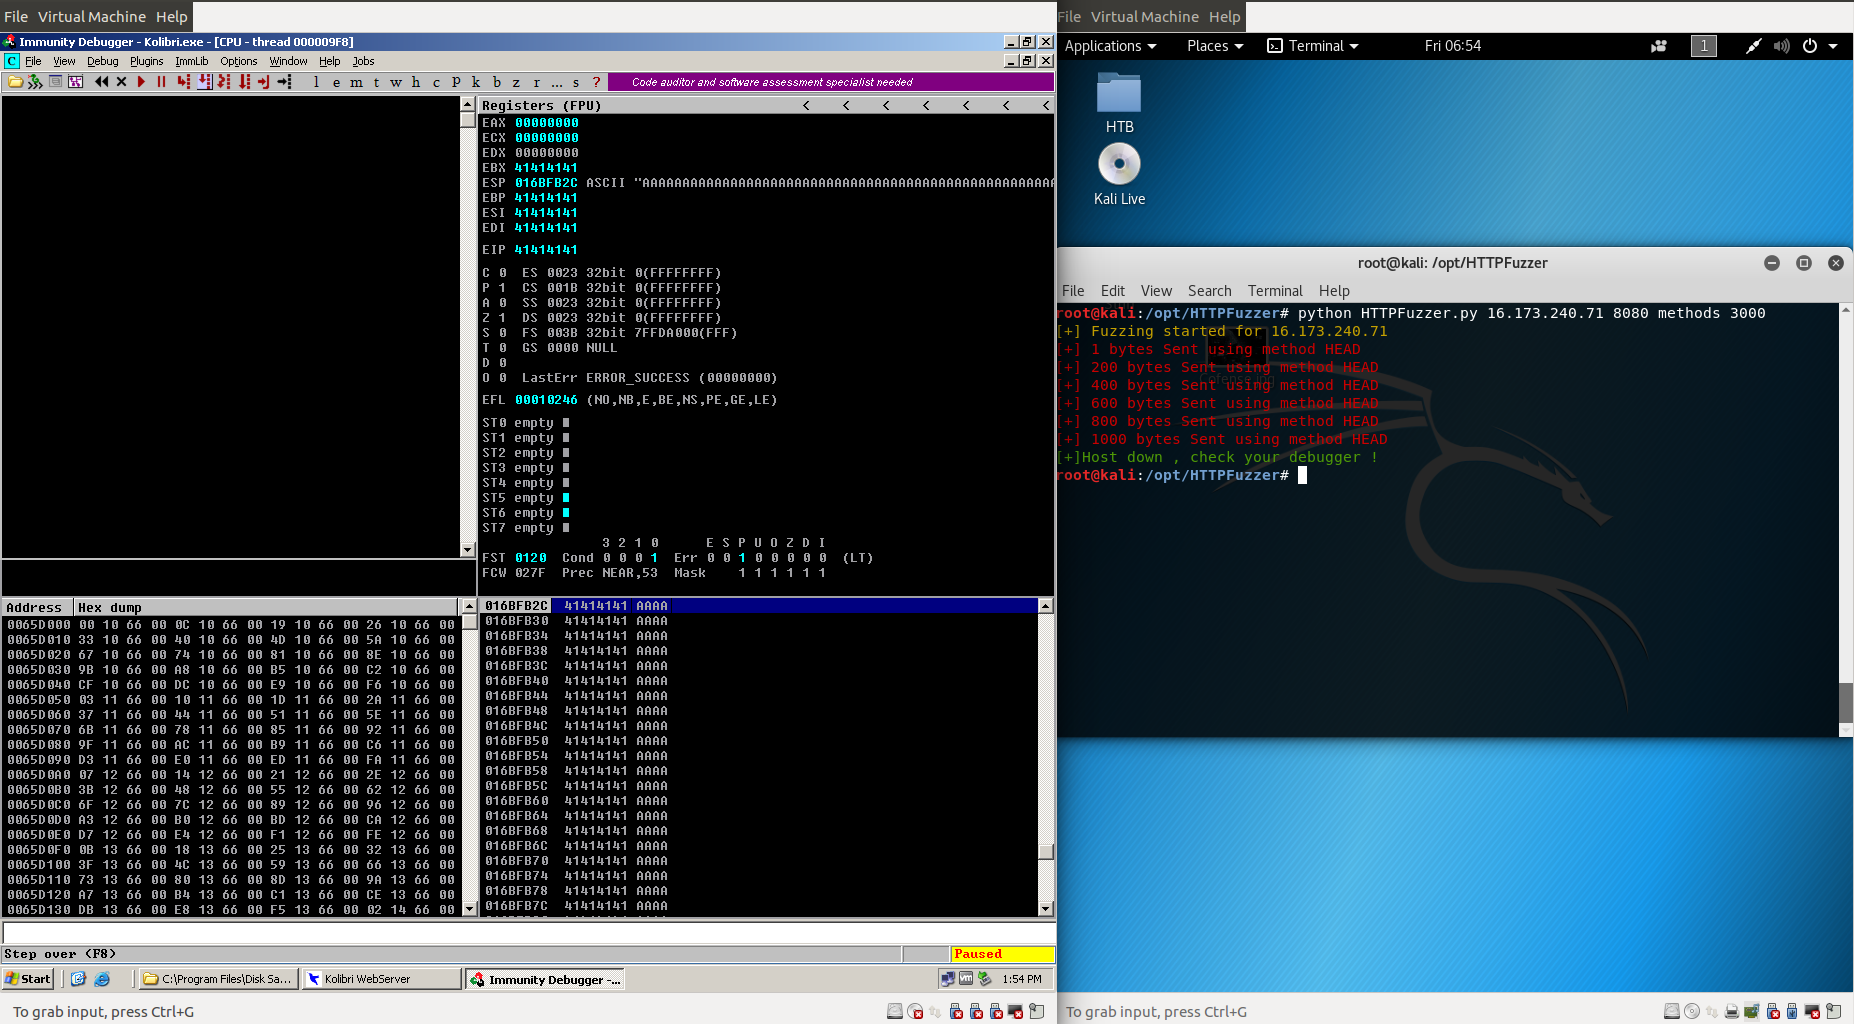 File Virtual Machine Help
Immunity Debugger - Kolibri.exe - [CPU - thread 000009F8]
C File View Debug Plugins ImmLib Options Window Help Jobs
l e m t w h c P k b z r ... s ?
Code auditor and software assessment specialist needed
Registers (FPU) < < < < < < <
EAX 00000000
ECX 00000000
EDX 00000000
EBX 41414141
ESP 016BFB2C ASCII "AAAAAAAAAAAAAAAAAAAAAAAAAAAAAAAAAAAAAAAAAAAAAAAAAAAA
EBP 41414141
ESI 41414141
EDI 41414141
EIP 41414141
C 0 ES 0023 32bit 0(FFFFFFFF)
P 1 CS 001B 32bit 0(FFFFFFFF)
A 0 SS 0023 32bit 0(FFFFFFFF)
Z 1 DS 0023 32bit 0(FFFFFFFF)
S 0 FS 003B 32bit 7FFDA000(FFF)
T 0 GS 0000 NULL
D 0
O 0 LastErr ERROR_SUCCESS (00000000)
EFL 00010246 (NO,NB,E,BE,NS,PE,GE,LE)
ST0 empty
ST1 empty
ST2 empty
ST3 empty
ST4 empty
ST5 empty
ST6 empty
ST7 empty
3 2 1 0 E S P U O Z D I
FST 0120 Cond 0 0 0 1 Err 0 0 1 0 0 0 0 0 (LT)
FCW 027F Prec NEAR,53 Mask 1 1 1 1 1 1
Address Hex dump
0065D000 00 10 66 00 0C 10 66 00 19 10 66 00 26 10 66 00
0065D010 33 10 66 00 40 10 66 00 4D 10 66 00 5A 10 66 00
0065D020 67 10 66 00 74 10 66 00 81 10 66 00 8E 10 66 00
0065D030 9B 10 66 00 A8 10 66 00 B5 10 66 00 C2 10 66 00
0065D040 CF 10 66 00 DC 10 66 00 E9 10 66 00 F6 10 66 00
0065D050 03 11 66 00 10 11 66 00 1D 11 66 00 2A 11 66 00
0065D060 37 11 66 00 44 11 66 00 51 11 66 00 5E 11 66 00
0065D070 6B 11 66 00 78 11 66 00 85 11 66 00 92 11 66 00
0065D080 9F 11 66 00 AC 11 66 00 B9 11 66 00 C6 11 66 00
0065D090 D3 11 66 00 E0 11 66 00 ED 11 66 00 FA 11 66 00
0065D0A0 07 12 66 00 14 12 66 00 21 12 66 00 2E 12 66 00
0065D0B0 3B 12 66 00 48 12 66 00 55 12 66 00 62 12 66 00
0065D0C0 6F 12 66 00 7C 12 66 00 89 12 66 00 96 12 66 00
0065D0D0 A3 12 66 00 B0 12 66 00 BD 12 66 00 CA 12 66 00
0065D0E0 D7 12 66 00 E4 12 66 00 F1 12 66 00 FE 12 66 00
0065D0F0 0B 13 66 00 18 13 66 00 25 13 66 00 32 13 66 00
0065D100 3F 13 66 00 4C 13 66 00 59 13 66 00 66 13 66 00
0065D110 73 13 66 00 80 13 66 00 8D 13 66 00 9A 13 66 00
0065D120 A7 13 66 00 B4 13 66 00 C1 13 66 00 CE 13 66 00
0065D130 DB 13 66 00 E8 13 66 00 F5 13 66 00 02 14 66 00
016BFB2C 41414141 AAAA
016BFB30 41414141 AAAA
016BFB34 41414141 AAAA
016BFB38 41414141 AAAA
016BFB3C 41414141 AAAA
016BFB40 41414141 AAAA
016BFB44 41414141 AAAA
016BFB48 41414141 AAAA
016BFB4C 41414141 AAAA
016BFB50 41414141 AAAA
016BFB54 41414141 AAAA
016BFB58 41414141 AAAA
016BFB5C 41414141 AAAA
016BFB60 41414141 AAAA
016BFB64 41414141 AAAA
016BFB68 41414141 AAAA
016BFB6C 41414141 AAAA
016BFB70 41414141 AAAA
016BFB74 41414141 AAAA
016BFB78 41414141 AAAA
016BFB7C 41414141 AAAA
Step over (F8) Paused
Start C:\Program Files\Disk Sa... Kolibri WebServer Immunity Debugger -... 1:54 PM
To grab input, press Ctrl+G
File Virtual Machine Help
Applications Places Terminal Fri 06:54 1
HTB
Kali Live
root@kali: /opt/HTTPFuzzer
File Edit View Search Terminal Help
root@kali:/opt/HTTPFuzzer# python HTTPFuzzer.py 16.173.240.71 8080 methods 3000
[+] Fuzzing started for 16.173.240.71
[+] 1 bytes Sent using method HEAD
[+] 200 bytes Sent using method HEAD
[+] 400 bytes Sent using method HEAD
[+] 600 bytes Sent using method HEAD
[+] 800 bytes Sent using method HEAD
[+] 1000 bytes Sent using method HEAD
[+]Host down , check your debugger !
root@kali:/opt/HTTPFuzzer#
To grab input, press Ctrl+G